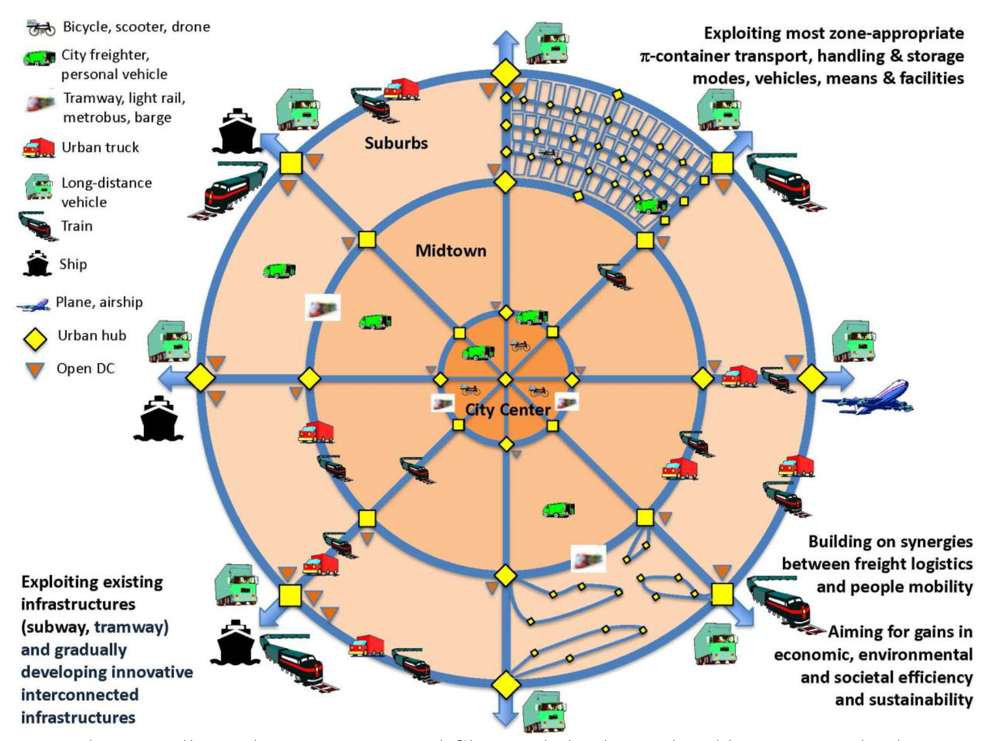 Bicycle, scooter, drone
City freighter,
personal vehicle
Tramway, light rail,
metrobus, barge
Urban truck
Long-distance
vehicle
Train
Ship
Plane, airship
Urban hub
Open DC
Exploiting most zone-appropriate
π-container transport, handling & storage
modes, vehicles, means & facilities
Suburbs
Midtown
City Center
Exploiting existing
infrastructures
(subway, tramway)
and gradually
developing innovative
interconnected
infrastructures
Building on synergies
between freight logistics
and people mobility
Aiming for gains in
economic, environmental
and societal efficiency
and sustainability